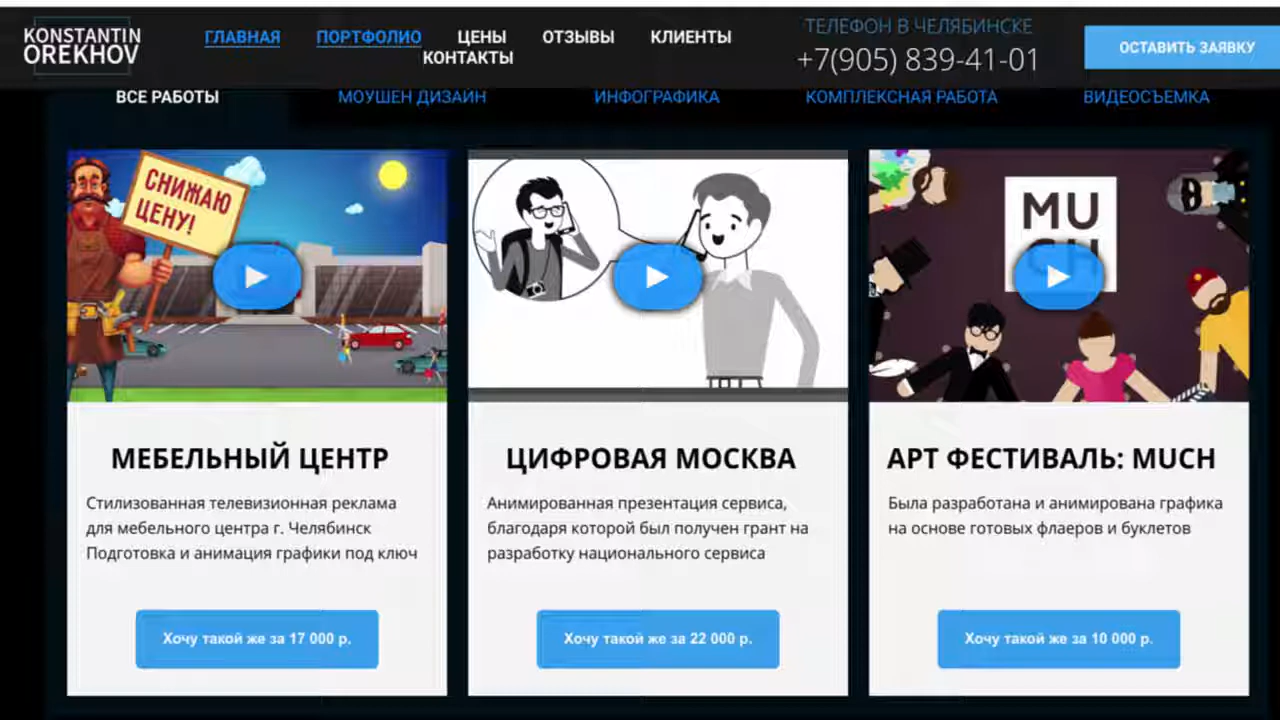 KONSTANTIN
OREKHOV
ГЛАВНАЯ ПОРТФОЛИО ЦЕНЫ ОТЗЫВЫ КЛИЕНТЫ
КОНТАКТЫ
ТЕЛЕФОН В ЧЕЛЯБИНСКЕ
+7(905) 839-41-01
ОСТАВИТЬ ЗАЯВКУ
ВСЕ РАБОТЫ МОУШЕН ДИЗАЙН ИНФОГРАФИКА КОМПЛЕКСНАЯ РАБОТА ВИДЕОСЪЕМКА
СНИЖАЮ
ЦЕНУ!
MU
CH
МЕБЕЛЬНЫЙ ЦЕНТР
Стилизованная телевизионная реклама
для мебельного центра г. Челябинск
Подготовка и анимация графики под ключ
Хочу такой же за 17 000 р.
ЦИФРОВАЯ МОСКВА
Анимированная презентация сервиса,
благодаря которой был получен грант на
разработку национального сервиса
Хочу такой же за 22 000 р.
АРТ ФЕСТИВАЛЬ: MUCH
Была разработана и анимирована графика
на основе готовых флаеров и буклетов
Хочу такой же за 10 000 р.